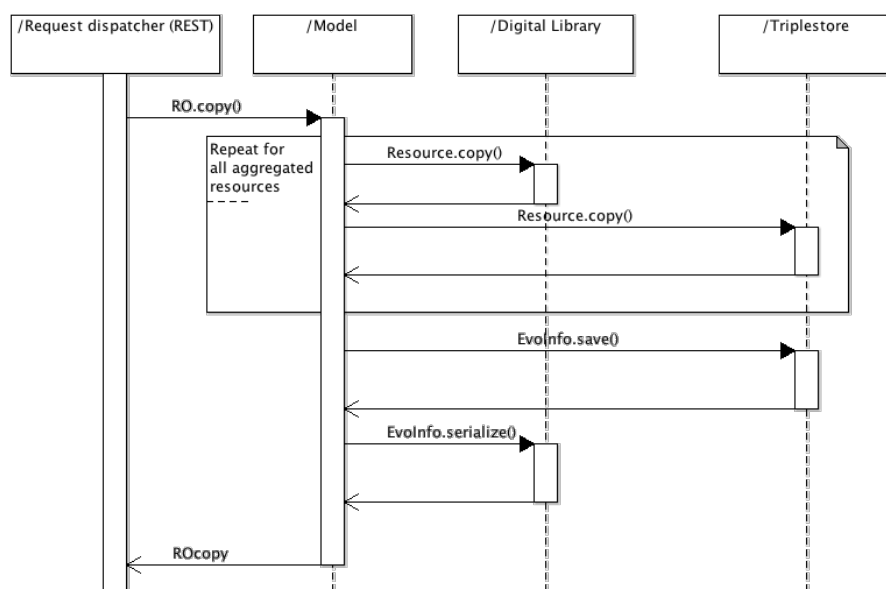 /Request dispatcher (REST)
/Model
/Digital Library
/Triplestore
RO.copy()
Repeat for
all aggregated
resources
Resource.copy()
Resource.copy()
EvoInfo.save()
EvoInfo.serialize()
ROcopy